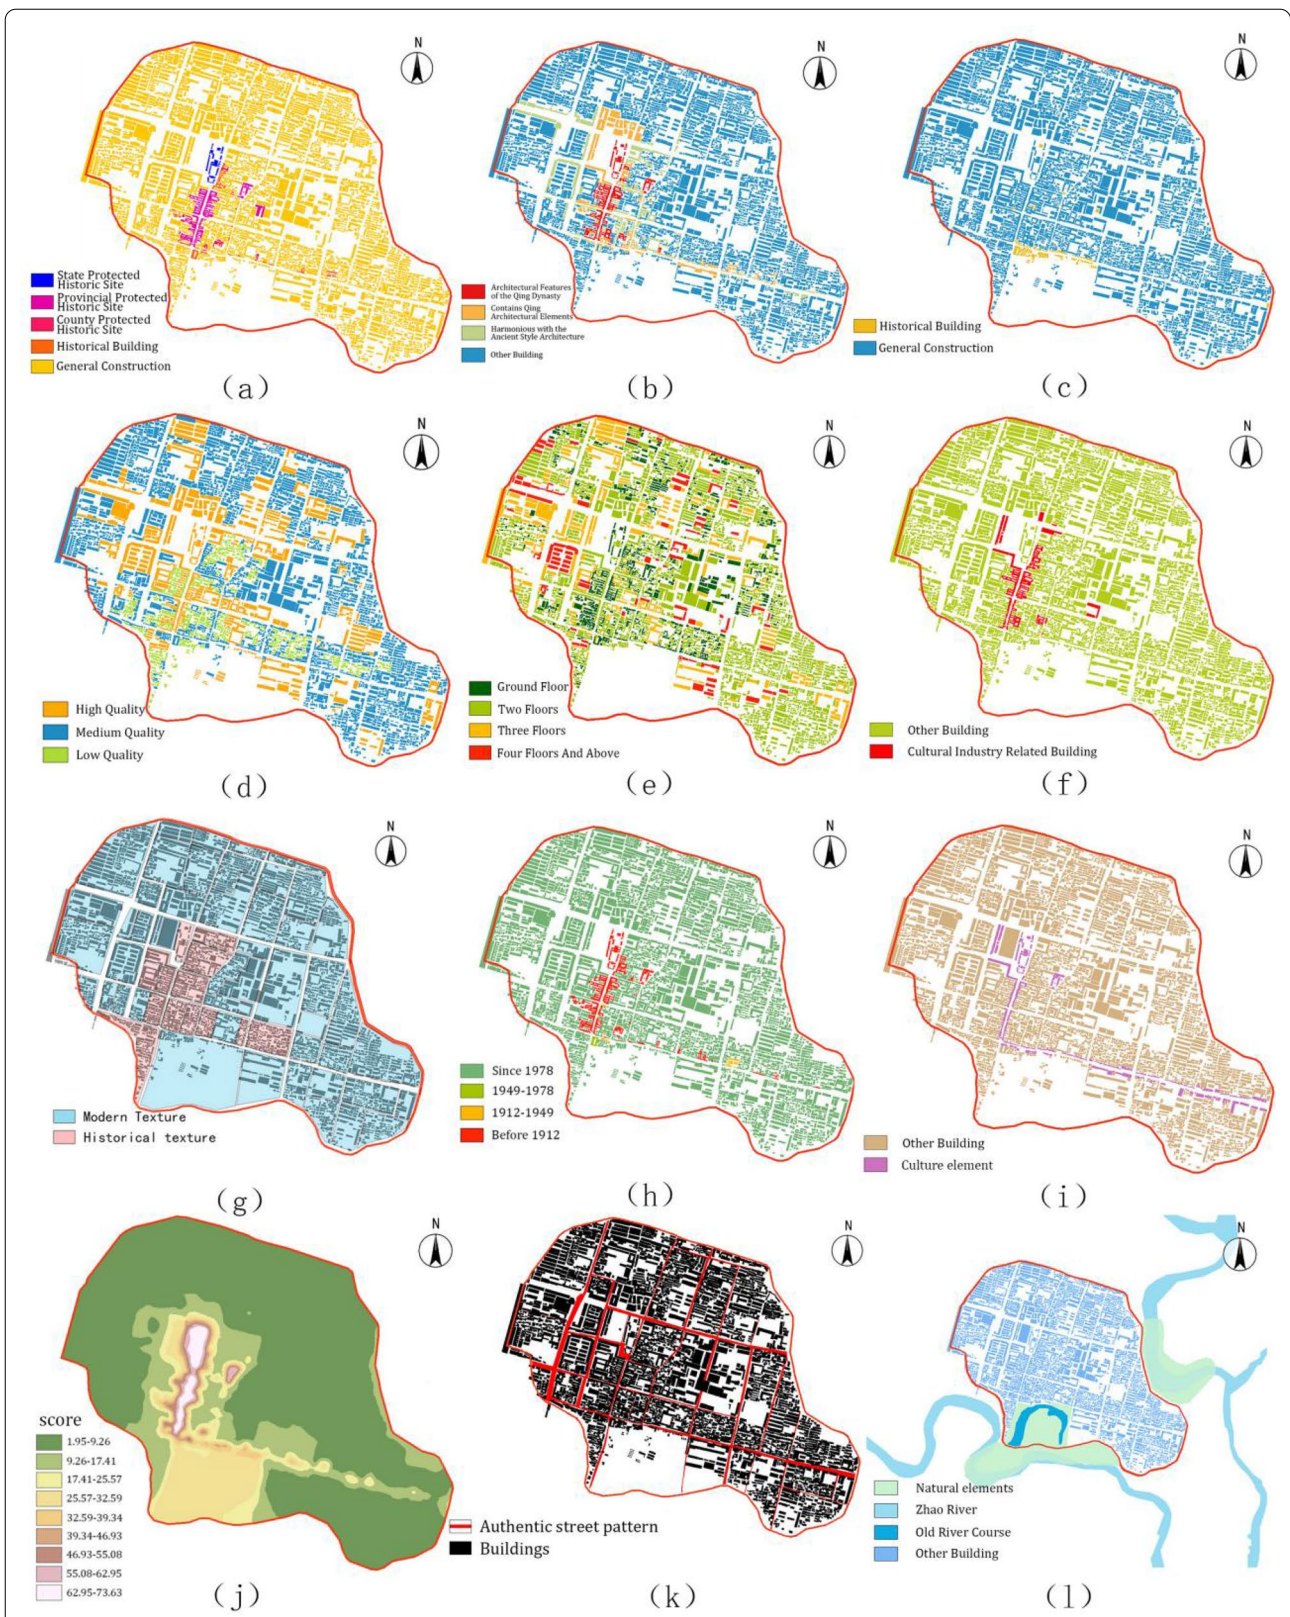 N
N
N
State Protected
Historic Site
Provincial Protected
Historic Site
County Protected
Historic Site
Historical Building
General Construction
(a)
Architectural Features
of the Qing Dynasty
Contains Qing
Architectural Elements
Harmonious with the
Ancient Style Architecture
Other Building
(b)
Historical Building
General Construction
(c)
N
N
N
High Quality
Medium Quality
Low Quality
(d)
Ground Floor
Two Floors
Three Floors
Four Floors And Above
(e)
Other Building
Cultural Industry Related Building
(f)
N
N
N
Modern Texture
Historical texture
(g)
Since 1978
1949-1978
1912-1949
Before 1912
(h)
Other Building
Culture element
(i)
N
N
N
score
1.95-9.26
9.26-17.41
17.41-25.57
25.57-32.59
32.59-39.34
39.34-46.93
46.93-55.08
55.08-62.95
62.95-73.63
(j)
Authentic street pattern
Buildings
(k)
Natural elements
Zhao River
Old River Course
Other Building
(l)